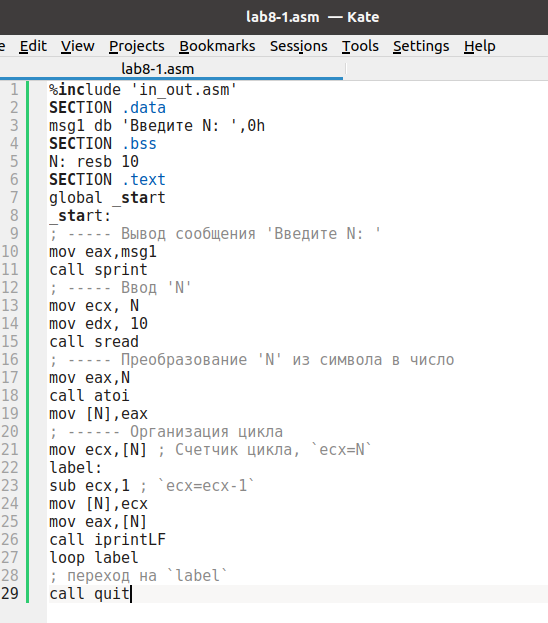 lab8-1.asm — Kate
e Edit View Projects Bookmarks Sessions Tools Settings Help
lab8-1.asm
1 %include 'in_out.asm'
2 SECTION .data
3 msg1 db 'Введите N: ',0h
4 SECTION .bss
5 N: resb 10
6 SECTION .text
7 global _start
8 _start:
9 ; ----- Вывод сообщения 'Введите N: '
10 mov eax,msg1
11 call sprint
12 ; ----- Ввод 'N'
13 mov ecx, N
14 mov edx, 10
15 call sread
16 ; ----- Преобразование 'N' из символа в число
17 mov eax,N
18 call atoi
19 mov [N],eax
20 ; ------ Организация цикла
21 mov ecx,[N] ; Счетчик цикла, `ecx=N`
22 label:
23 sub ecx,1 ; `ecx=ecx-1`
24 mov [N],ecx
25 mov eax,[N]
26 call iprintLF
27 loop label
28 ; переход на `label`
29 call quit